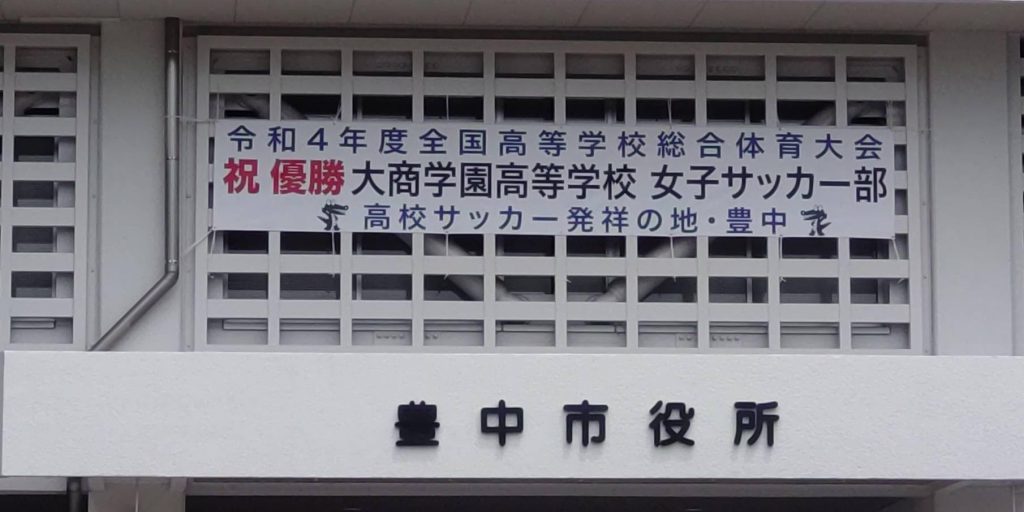 令和4年度全国高等学校総合体育大会
祝 優勝 大商学園高等学校 女子サッカー部
高校サッカー発祥の地・豊中
豊中市役所